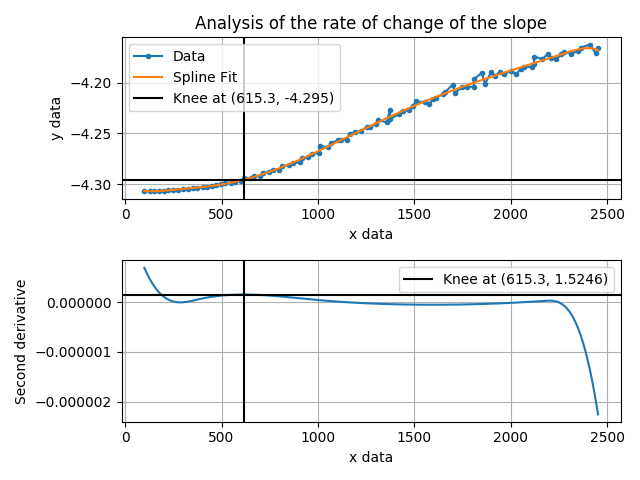 Analysis of the rate of change of the slope
Data
Spline Fit
Knee at (615.3, -4.295)
y data
−4.20
−4.25
−4.30
0 500 1000 1500 2000 2500
x data
Knee at (615.3, 1.5246)
Second derivative
0.000000
−0.000001
−0.000002
0 500 1000 1500 2000 2500
x data